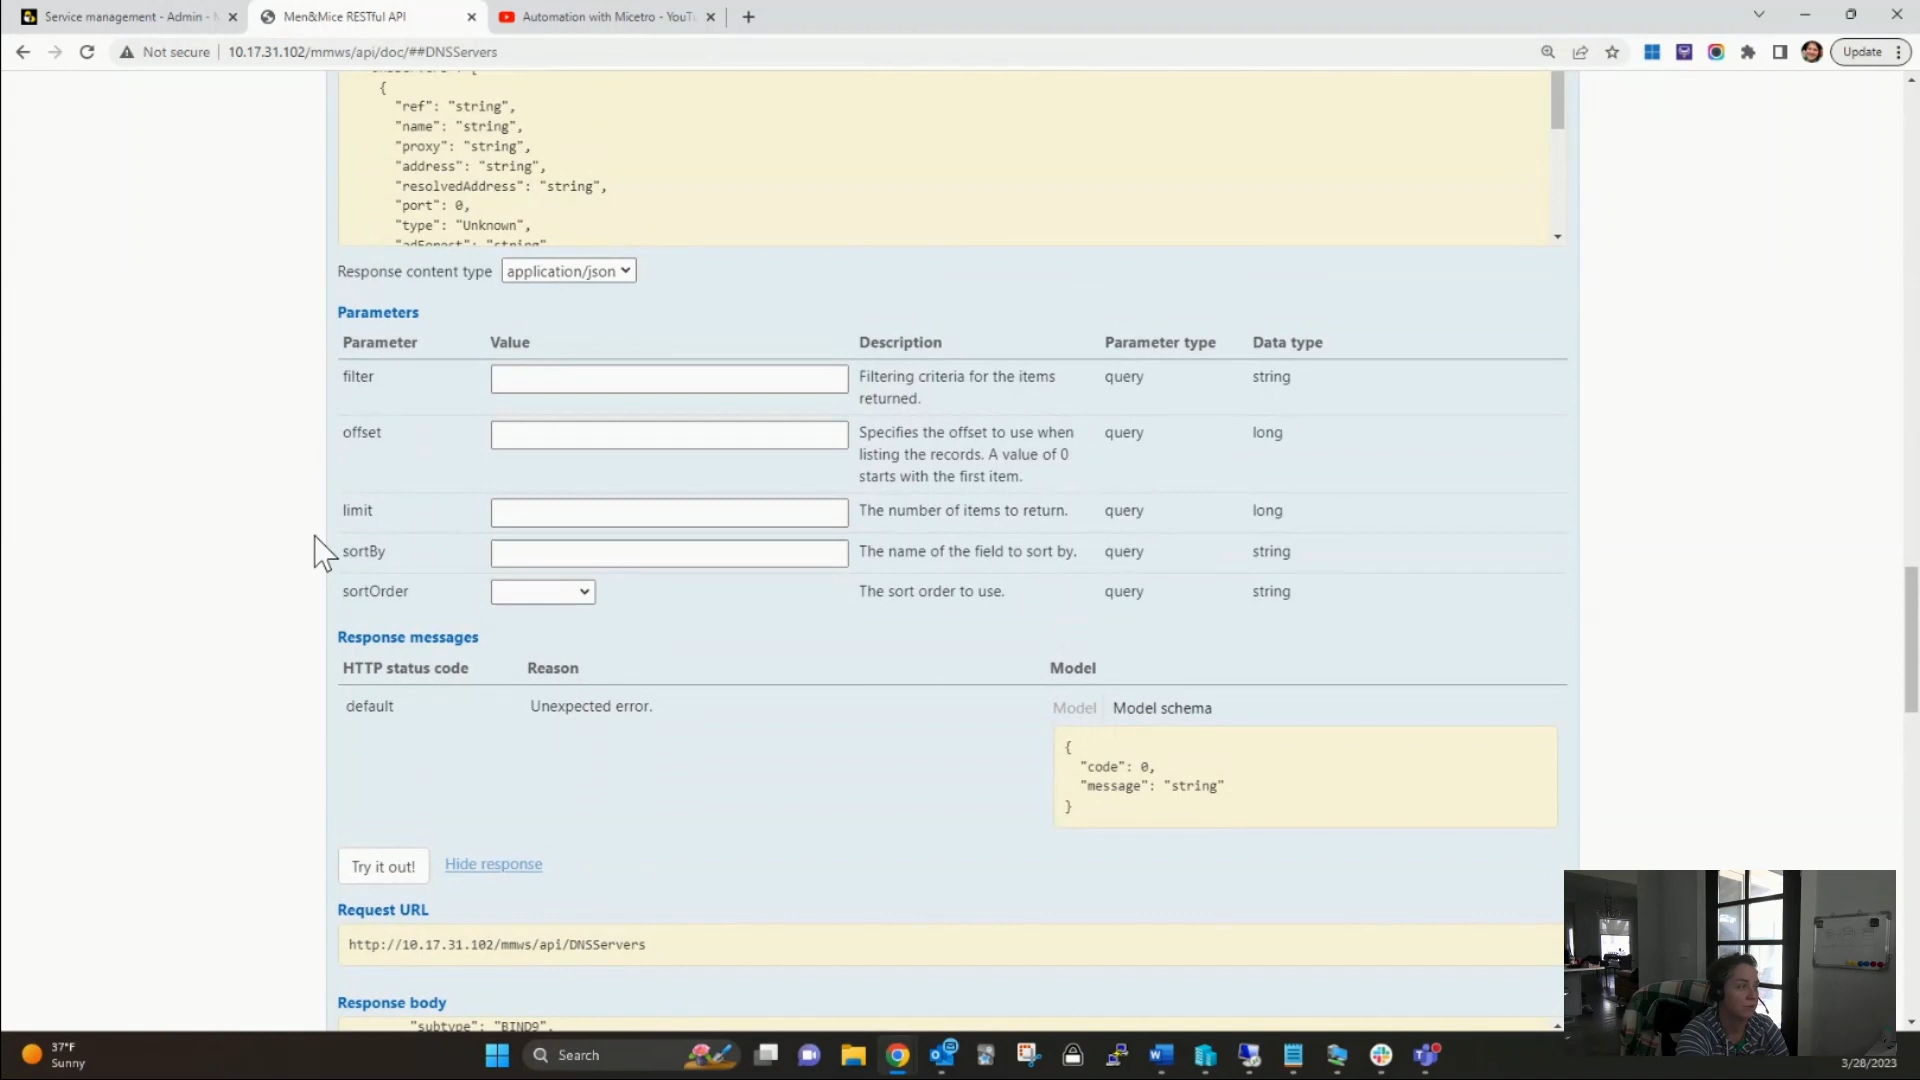 Service management - Admin -
Men&Mice RESTful API
Automation with Micetro - YouTu
Not secure
10.17.31.102/mmws/api/doc/##DNSServers
Update
{
"ref": "string",
"name": "string",
"proxy": "string",
"address": "string",
"resolvedAddress": "string",
"port": 0,
"type": "Unknown",
"adForest": "string"
Response content type application/json
Parameters
Parameter Value Description Parameter type Data type
filter Filtering criteria for the items query string
returned.
offset Specifies the offset to use when query long
listing the records. A value of 0
starts with the first item.
limit The number of items to return. query long
sortBy The name of the field to sort by. query string
sortOrder The sort order to use. query string
Response messages
HTTP status code Reason Model
default Unexpected error. Model Model schema
{
"code": 0,
"message": "string"
}
Try it out! Hide response
Request URL
http://10.17.31.102/mmws/api/DNSServers
Response body
"subtype": "BIND9",
37°F
Sunny
Search
3/28/2023